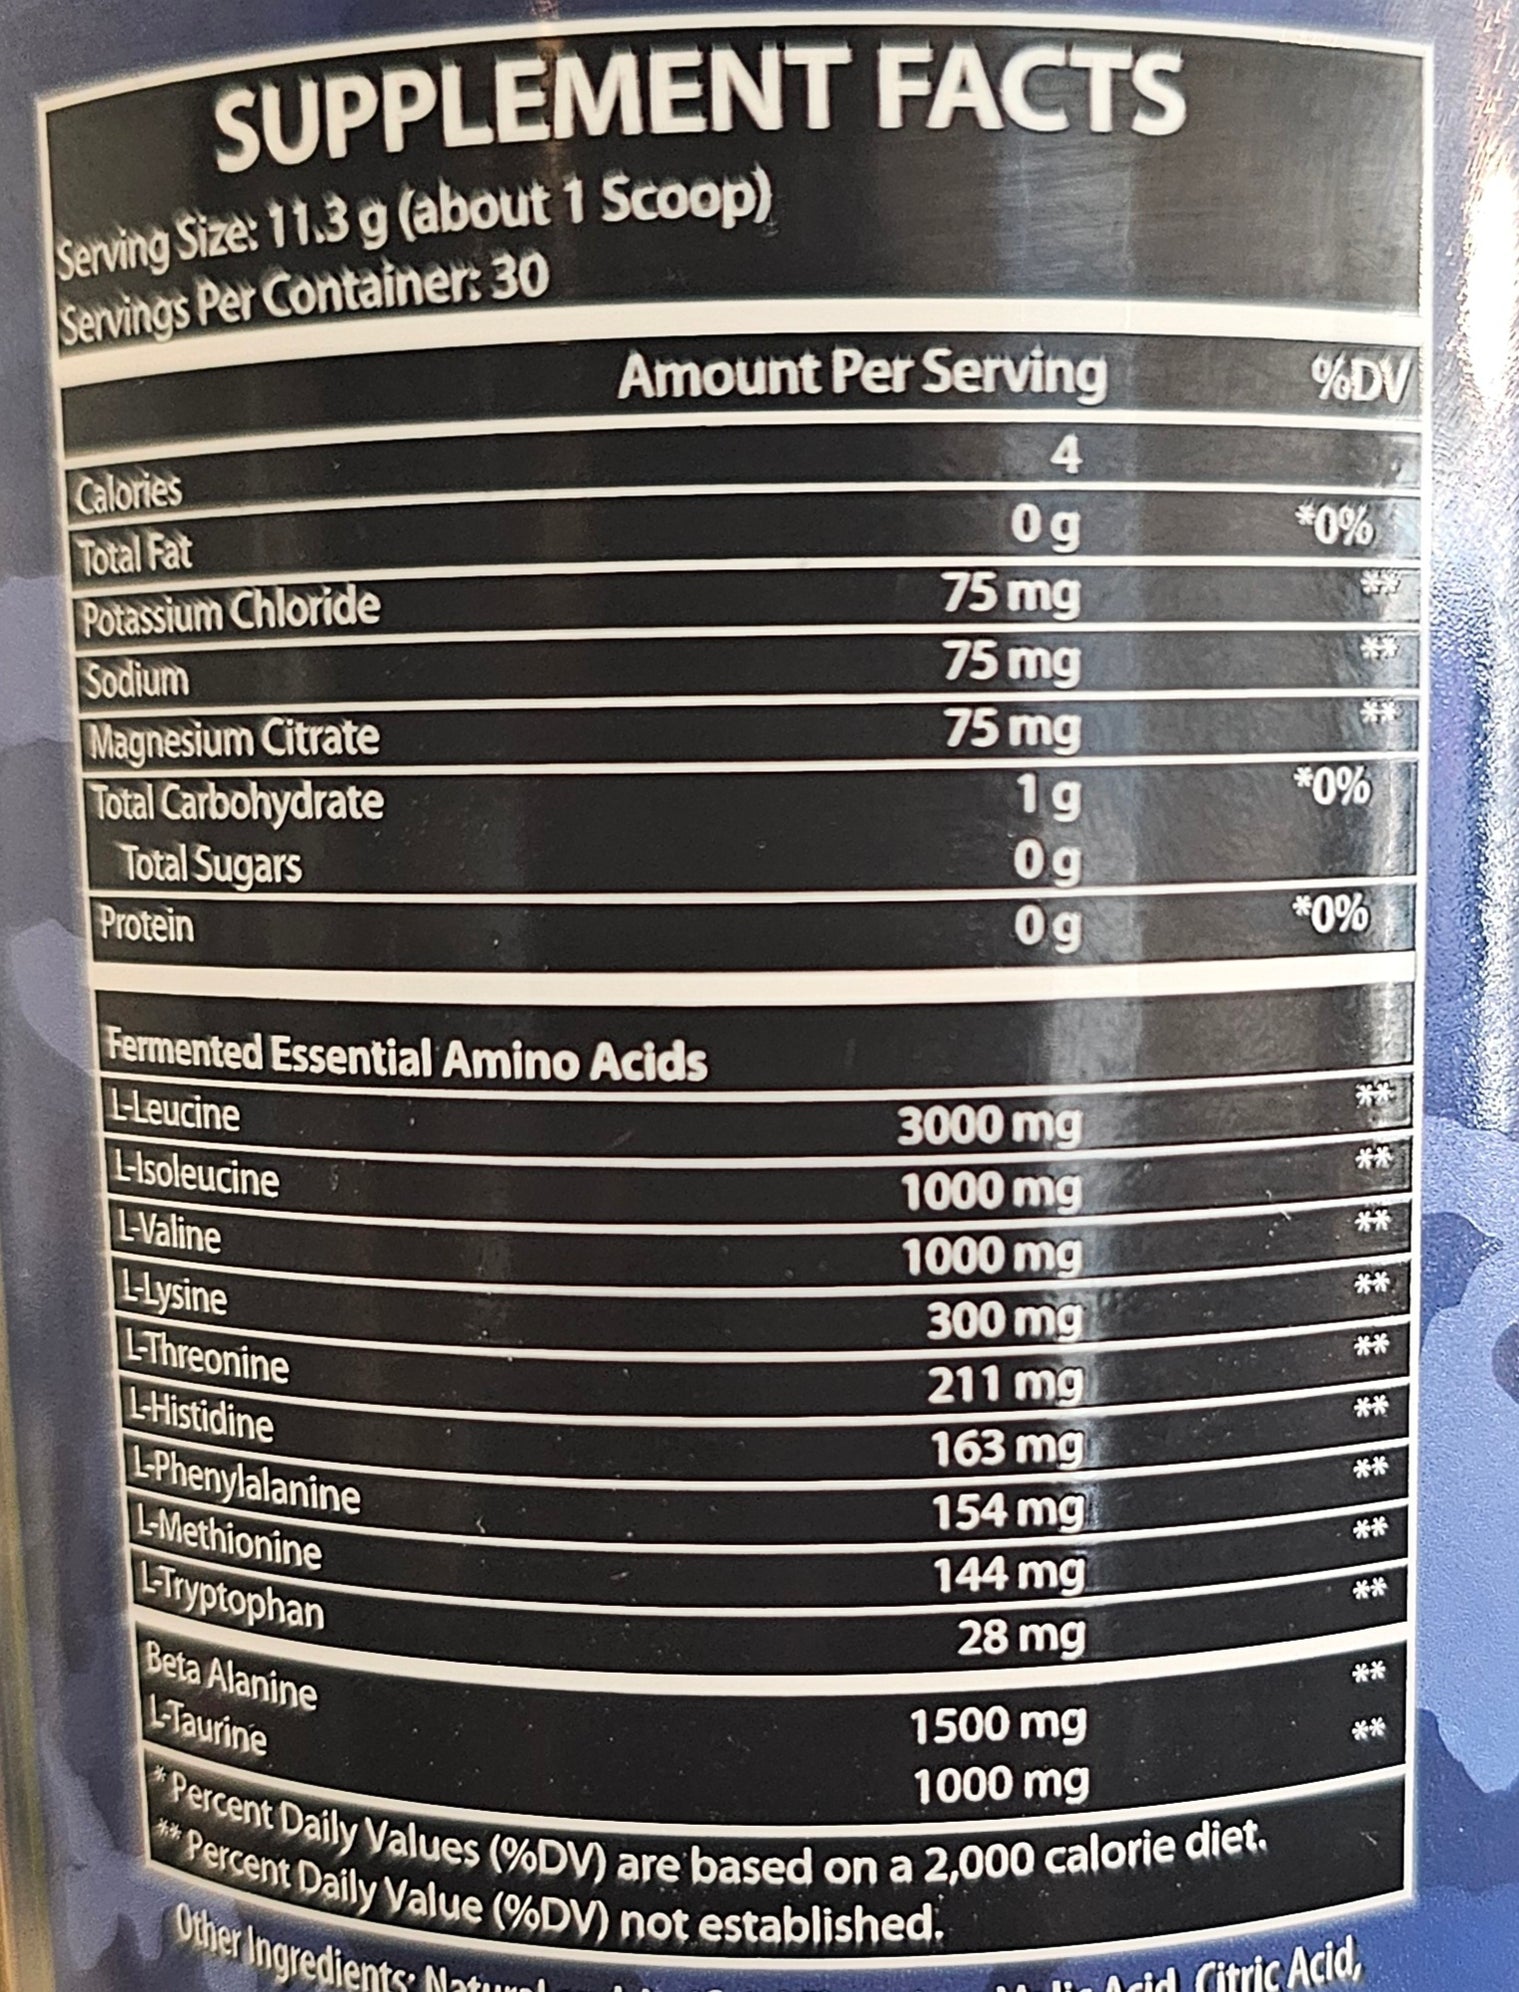 SUPPLEMENT FACTS
Serving Size: 11.3 g (about 1 Scoop)
Servings Per Container: 30
Amount Per Serving %DV
Calories 4
Total Fat 0 g *0%
Potassium Chloride 75 mg **
Sodium 75 mg **
Magnesium Citrate 75 mg **
Total Carbohydrate 1 g *0%
Total Sugars 0 g
Protein 0 g *0%
Fermented Essential Amino Acids
L-Leucine 3000 mg **
L-Isoleucine 1000 mg **
L-Valine 1000 mg **
L-Lysine 300 mg **
L-Threonine 211 mg **
L-Histidine 163 mg **
L-Phenylalanine 154 mg **
L-Methionine 144 mg **
L-Tryptophan 28 mg **
Beta Alanine 1500 mg **
L-Taurine 1000 mg **
* Percent Daily Values (%DV) are based on a 2,000 calorie diet.
** Percent Daily Value (%DV) not established.
Other Ingredients: Natural Acid, Citric Acid,